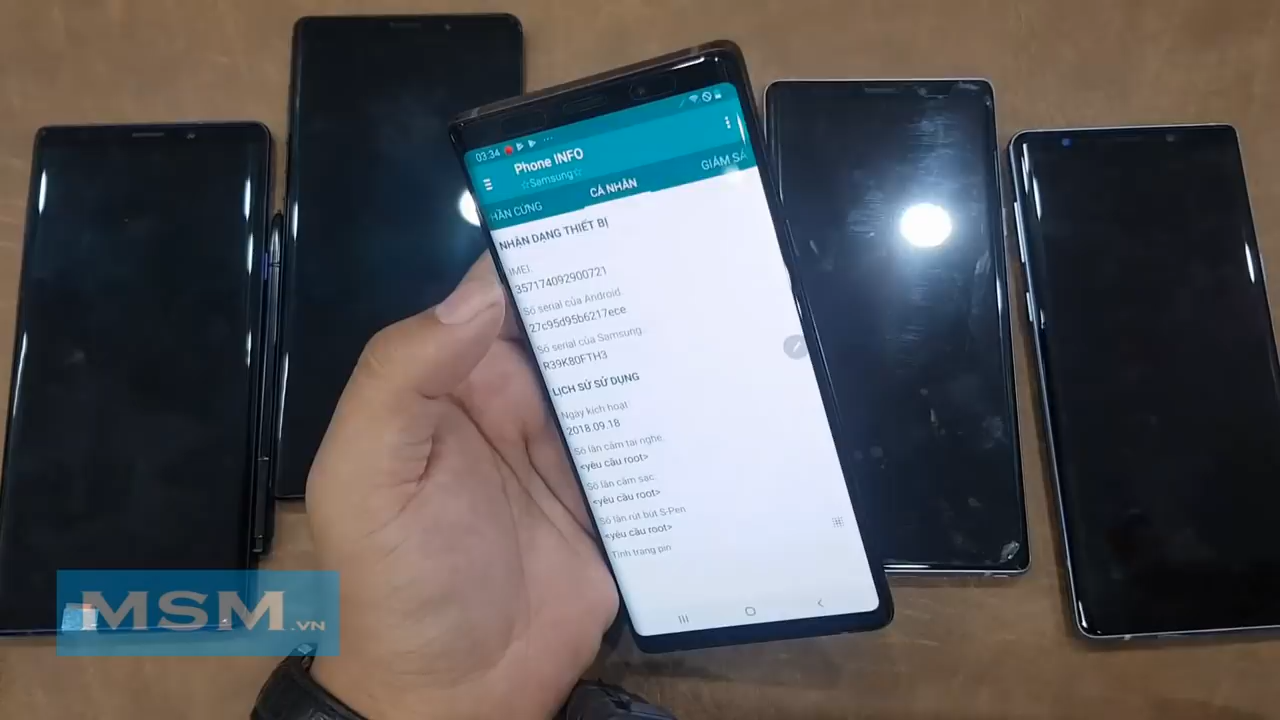 03:34
Phone INFO
☆Samsung☆
HẦN CỨNG
CÁ NHÂN
GIÁM SÁ
NHẬN DẠNG THIẾT BỊ
IMEI:
357174092900721
Số serial của Android:
27c95d95b6217ece
Số serial của Samsung:
R39K80FTH3
LỊCH SỬ SỬ DỤNG
Ngày kích hoạt
2018.09.18
Số lần cắm tai nghe:
<yêu cầu root>
Số lần cắm sạc:
<yêu cầu root>
Số lần rút bút S-Pen
<yêu cầu root>
Tình trạng pin
MSM.VN